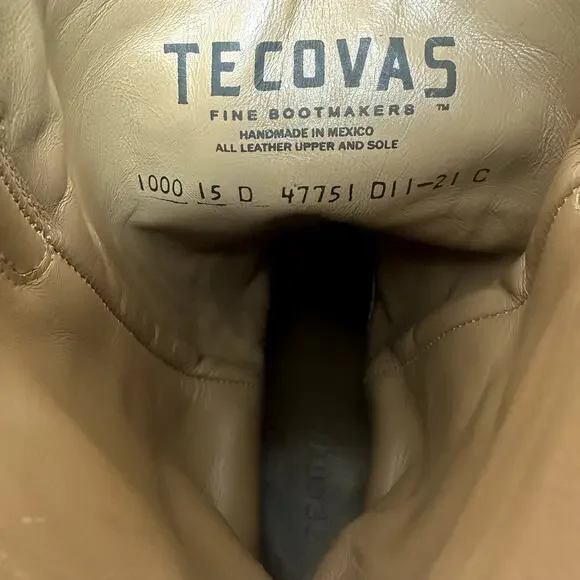 TECOVAS
FINE BOOTMAKERS ™
HANDMADE IN MEXICO
ALL LEATHER UPPER AND SOLE
1000 15 D 47751 D11-21 C